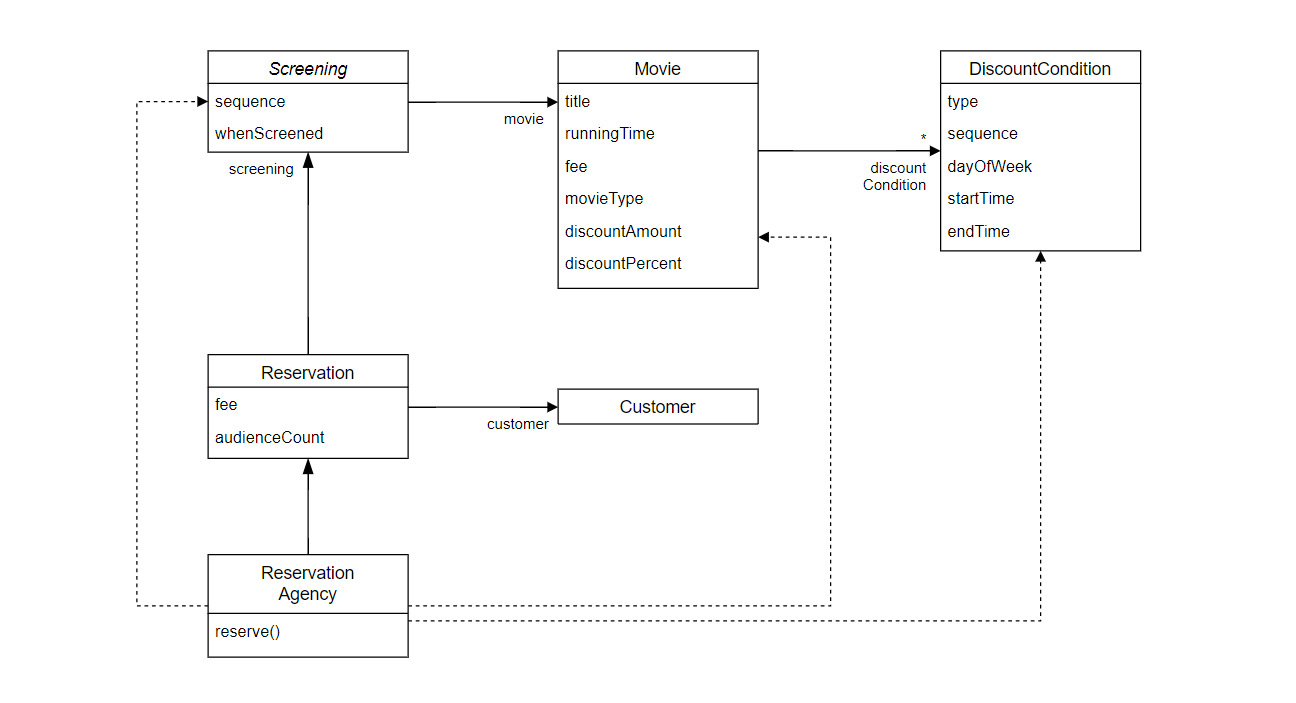 Screening
sequence
whenScreened
screening
movie
Movie
title
runningTime
fee
movieType
discountAmount
discountPercent
*
discount
Condition
DiscountCondition
type
sequence
dayOfWeek
startTime
endTime
Reservation
fee
audienceCount
customer
Customer
Reservation
Agency
reserve()